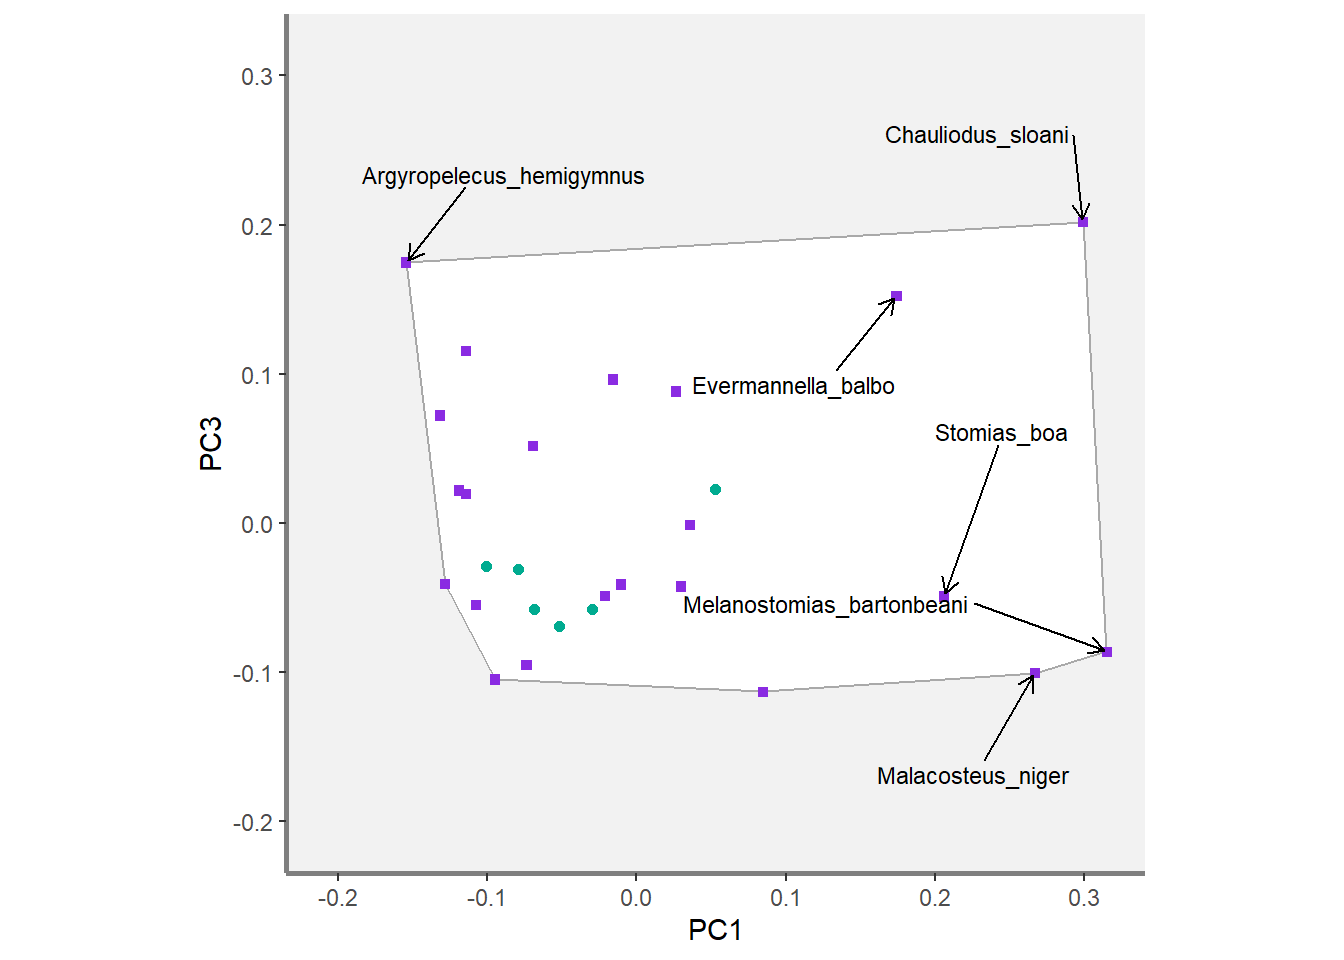 0.3
Chauliodus_sloani
Argyropelecus_hemigymnus
0.2
0.1
Evermannella_balbo
Stomias_boa
PC3
0.0
Melanostomias_bartonbeani
-0.1
Malacosteus_niger
-0.2
-0.2 -0.1 0.0 0.1 0.2 0.3
PC1